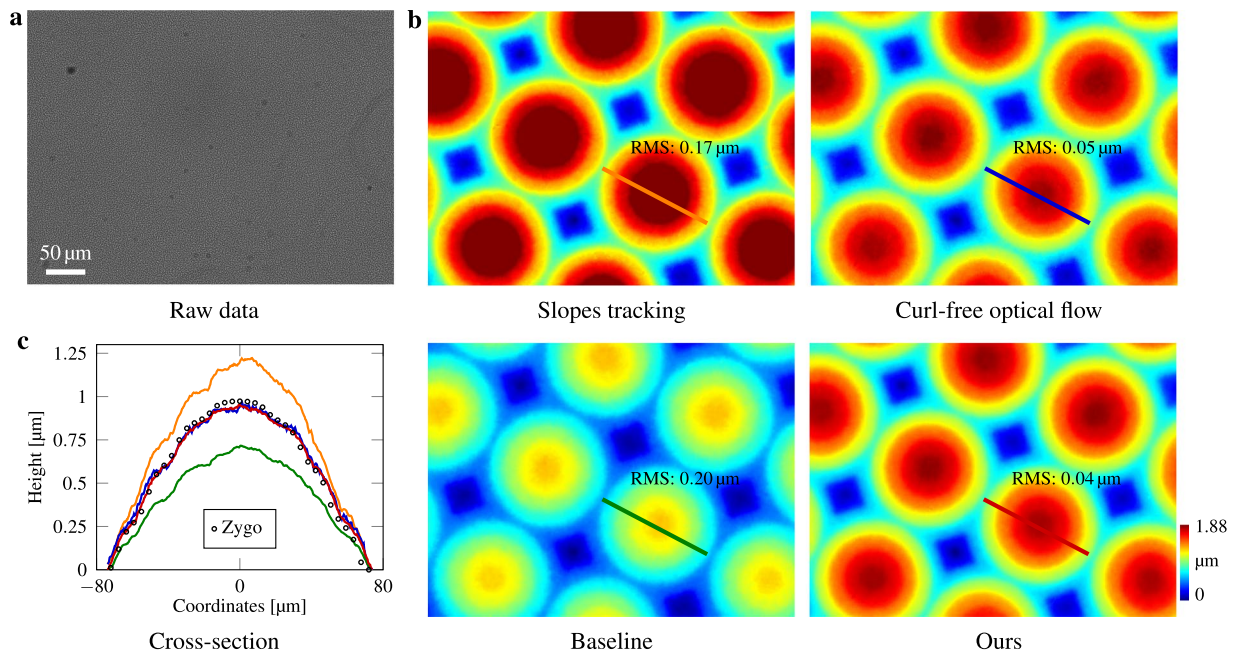 a
50 µm
Raw data
b
RMS: 0.17 µm
Slopes tracking
RMS: 0.05 µm
Curl-free optical flow
c
1.25
1
0.75
0.5
0.25
0
−80
0
80
Height [µm]
Zygo
Coordinates [µm]
Cross-section
RMS: 0.20 µm
Baseline
RMS: 0.04 µm
Ours
1.88
µm
0